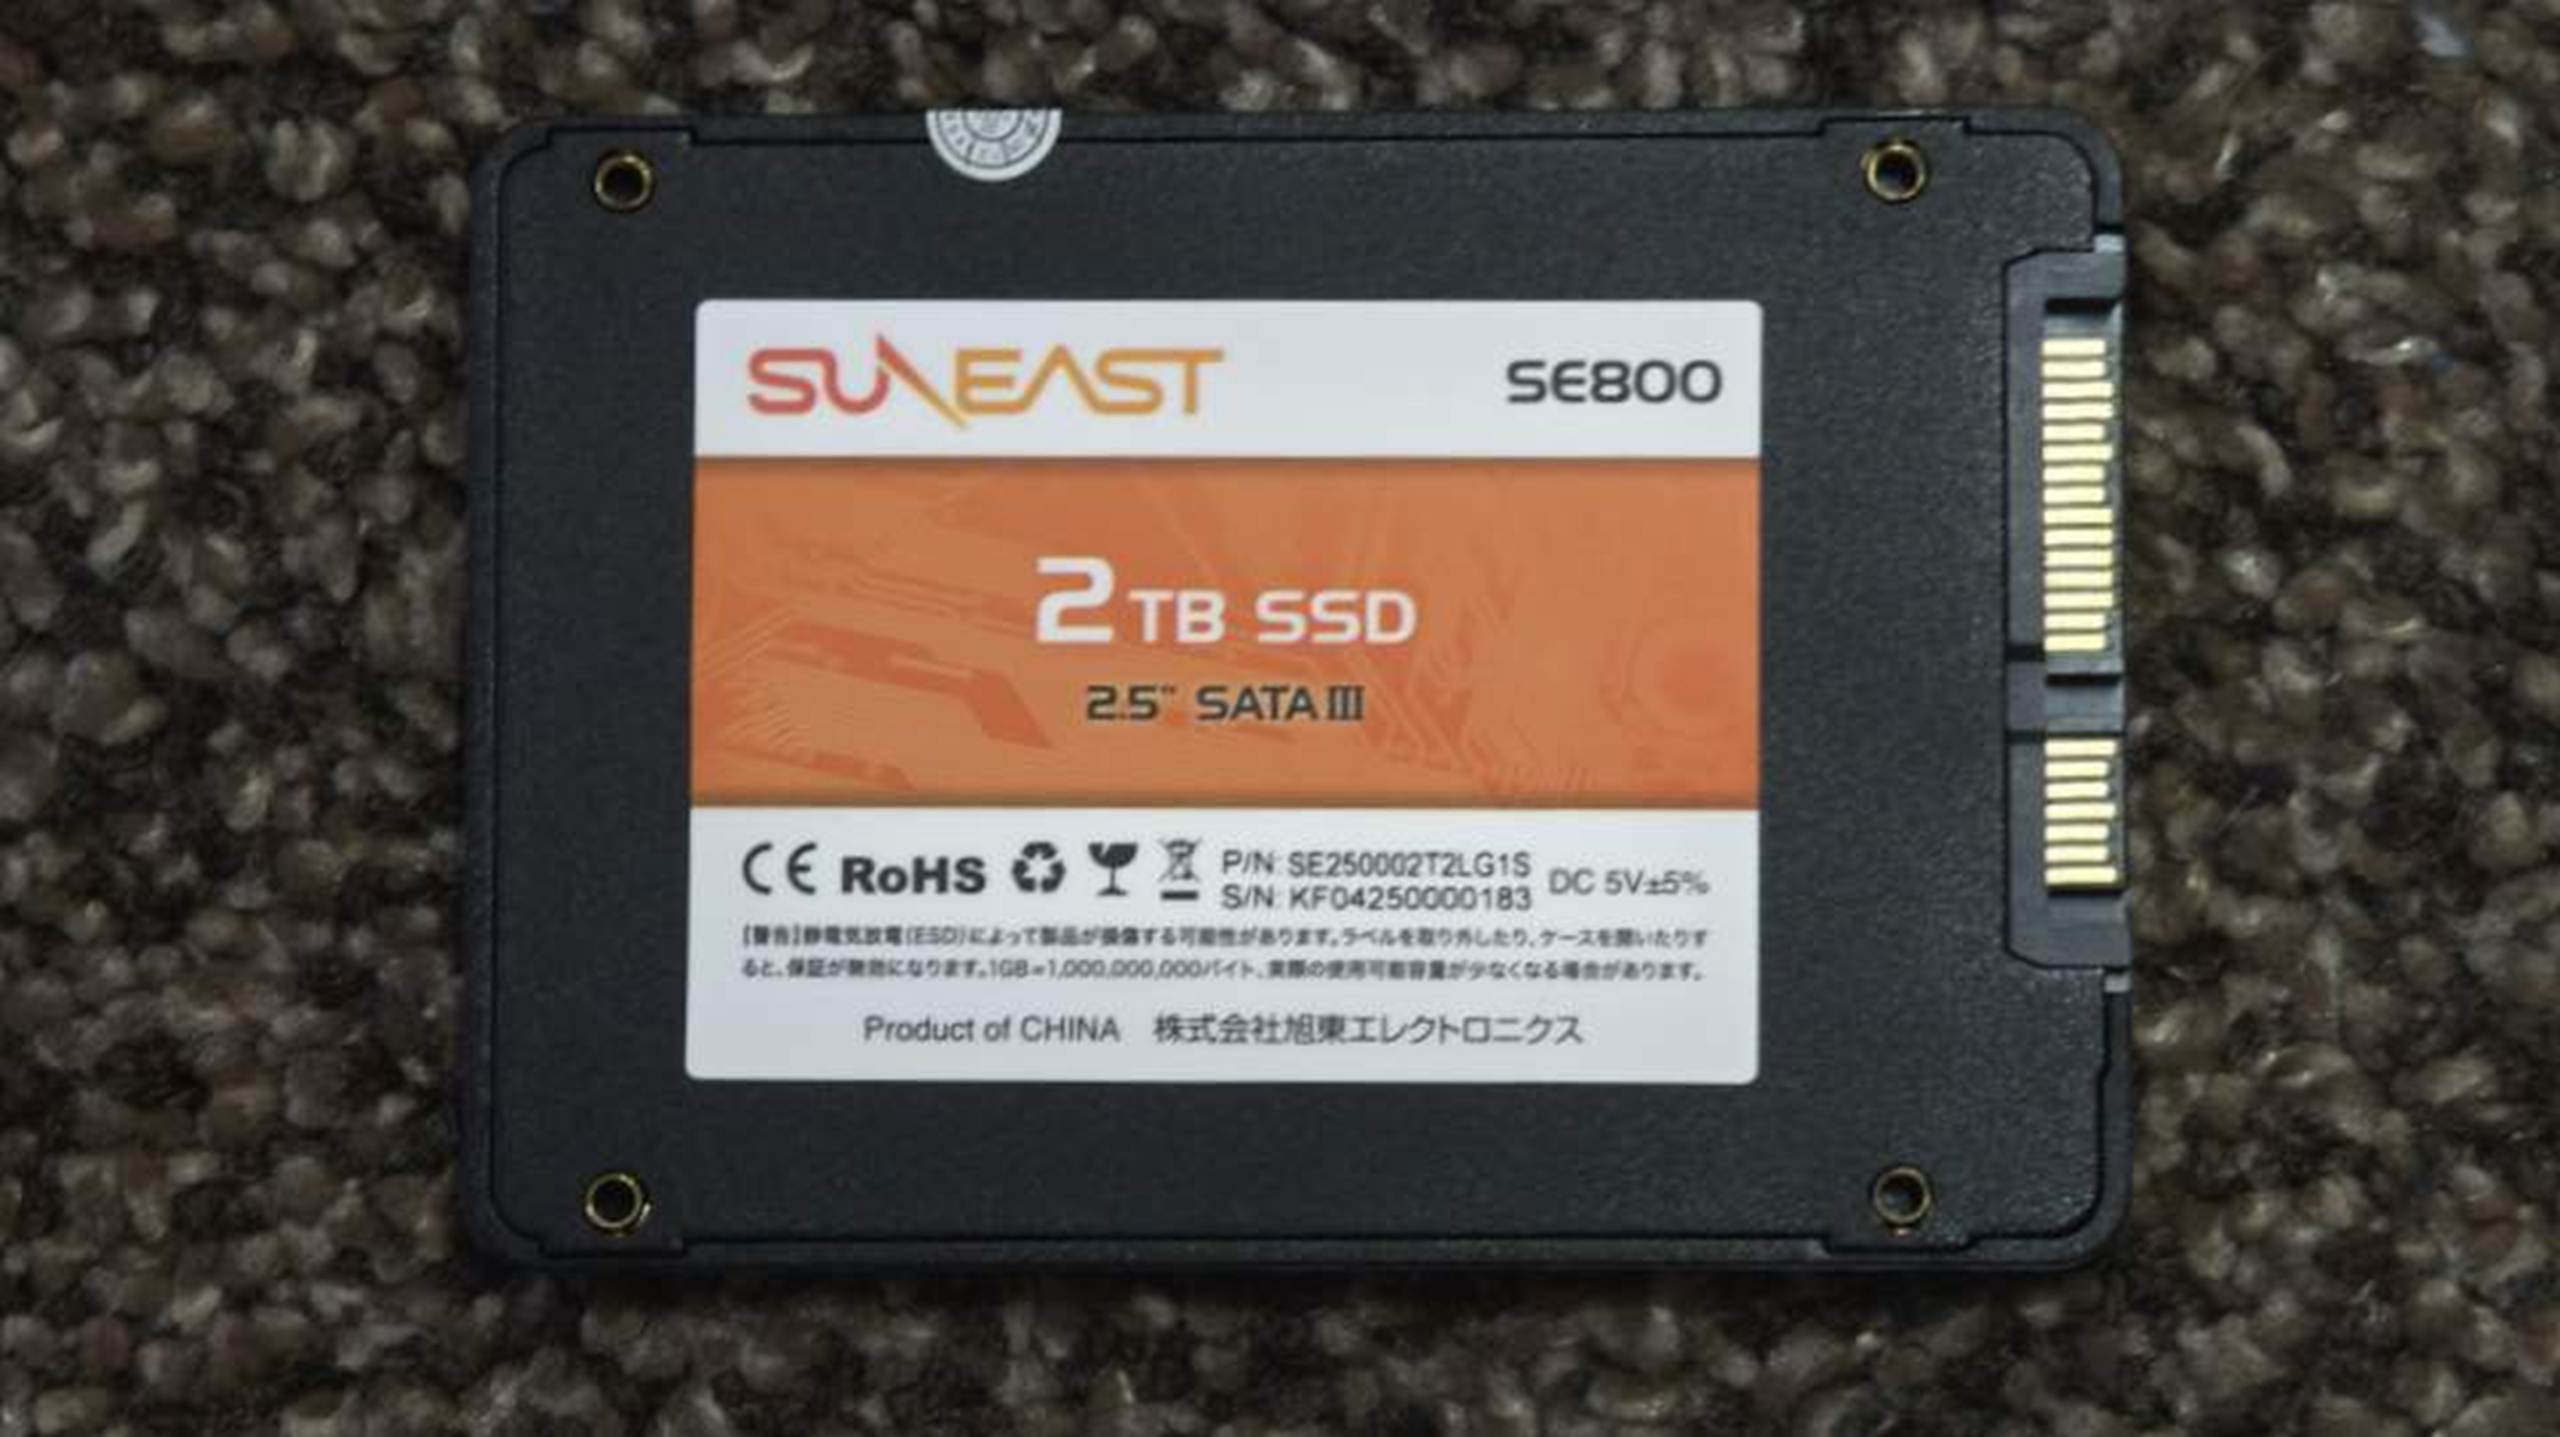 SUNEAST
SE800
2TB SSD
2.5" SATA III
CE RoHS
P/N: SE250002T2LG1S
S/N: KF04250000183
DC 5V±5%
【警告】静電気放電(ESD)によって製品が損傷する可能性があります。ラベルを取り外したり、ケースを開いたりす
ると、保証が無効になります。1GB=1,000,000,000バイト、実際の使用可能容量が少なくなる場合があります。
Product of CHINA 株式会社旭東エレクトロニクス